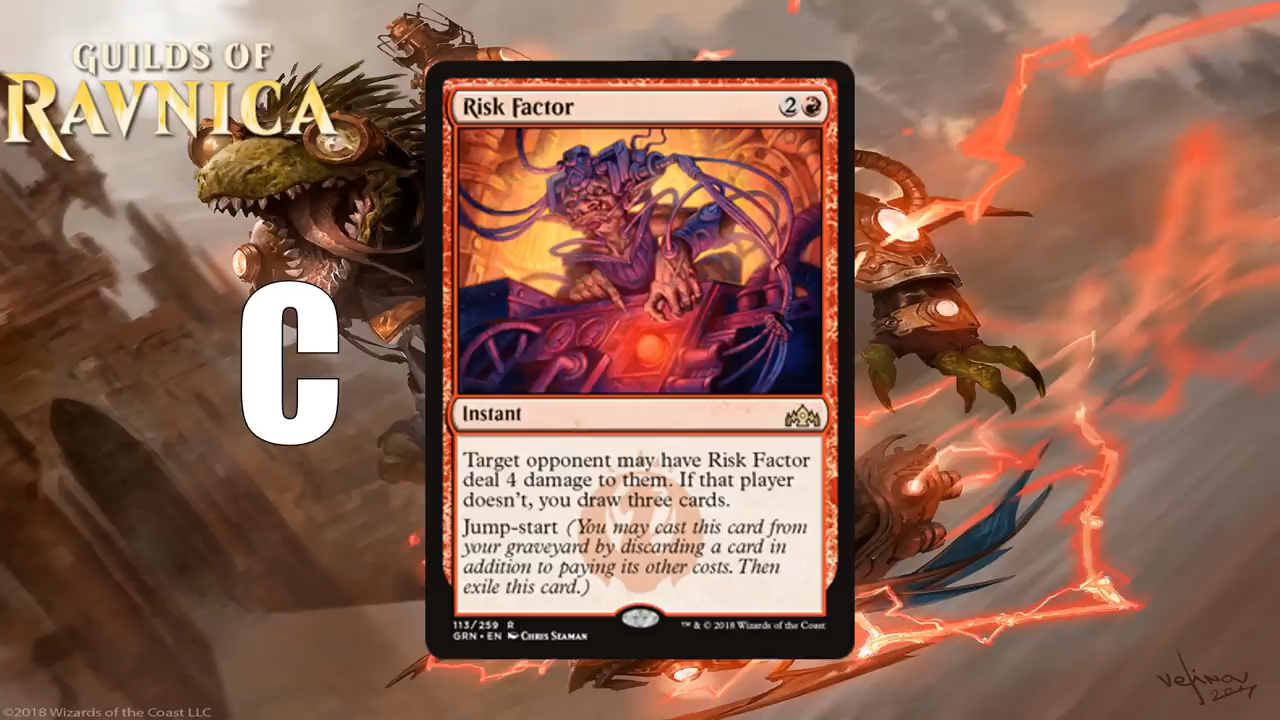 GUILDS OF
RAVNICA
C
Risk Factor
2
Instant
Target opponent may have Risk Factor
deal 4 damage to them. If that player
doesn't, you draw three cards.
Jump-start (You may cast this card from
your graveyard by discarding a card in
addition to paying its other costs. Then
exile this card.)
113/259 R
GRN • EN Chris Seaman
™ & © 2018 Wizards of the Coast
©2018 Wizards of the Coast LLC